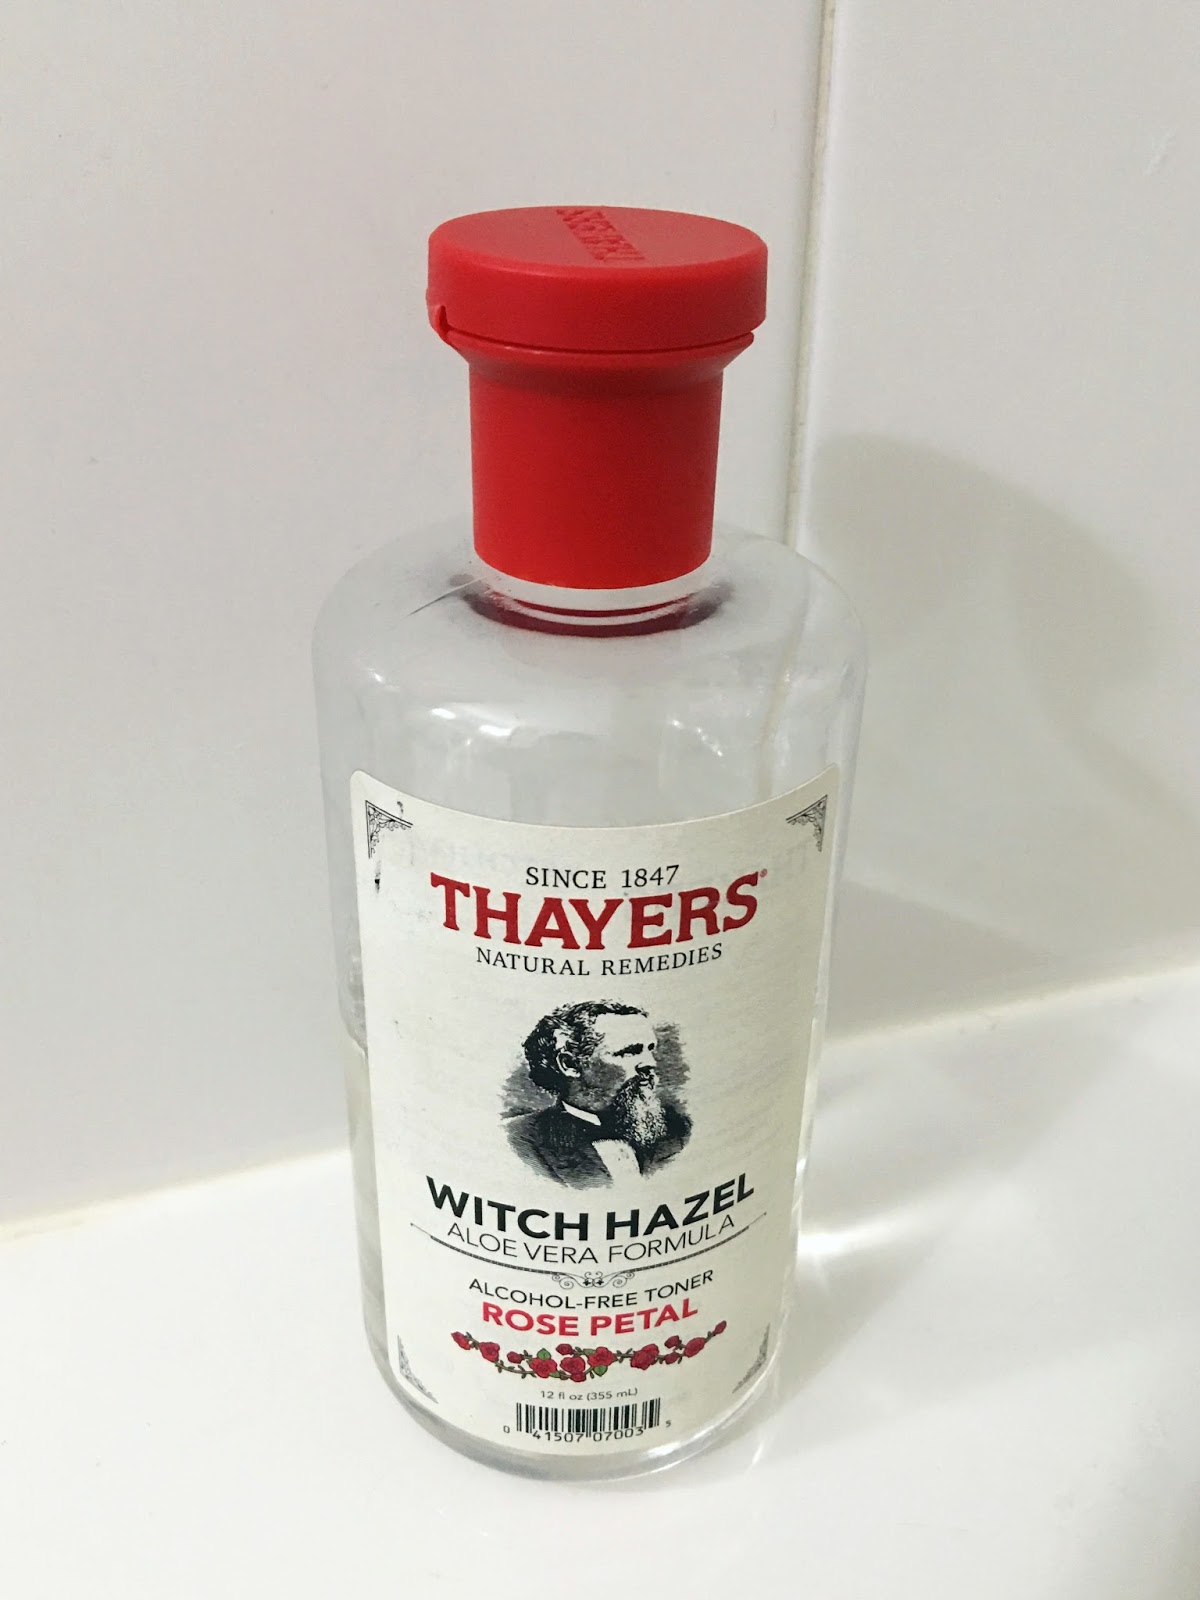 THAYERS
SINCE 1847
THAYERS®
NATURAL REMEDIES
WITCH HAZEL
ALOE VERA FORMULA
ALCOHOL-FREE TONER
ROSE PETAL
12 fl oz (355 mL)
0 41507 07003 5